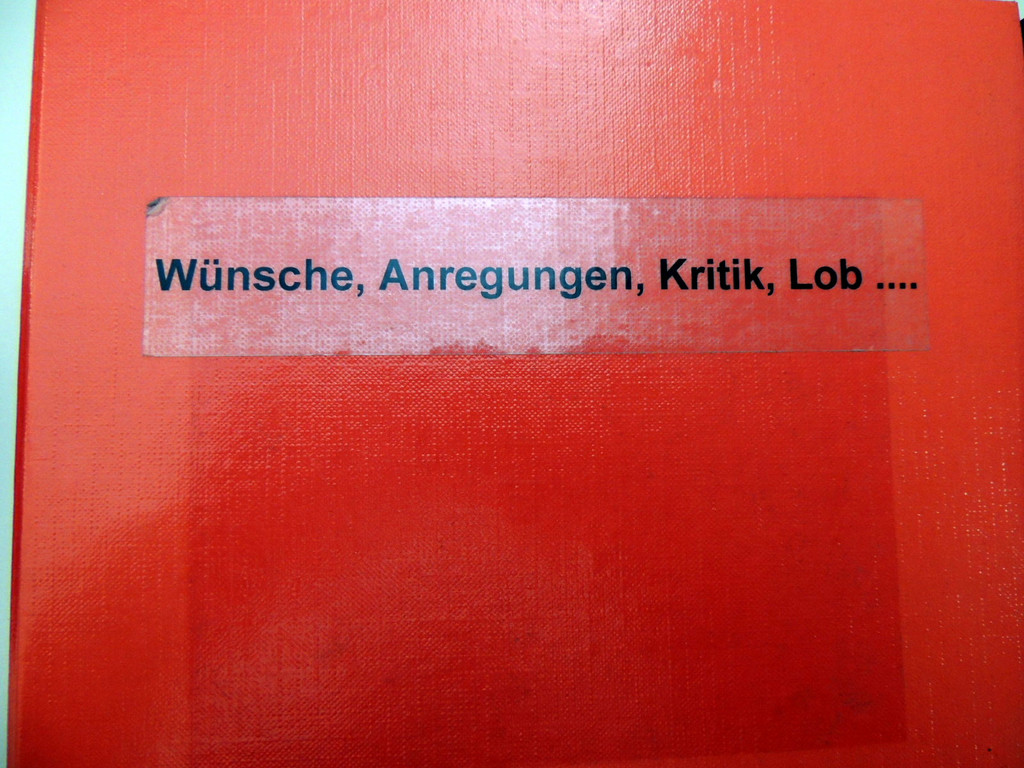 Wünsche, Anregungen, Kritik, Lob ....